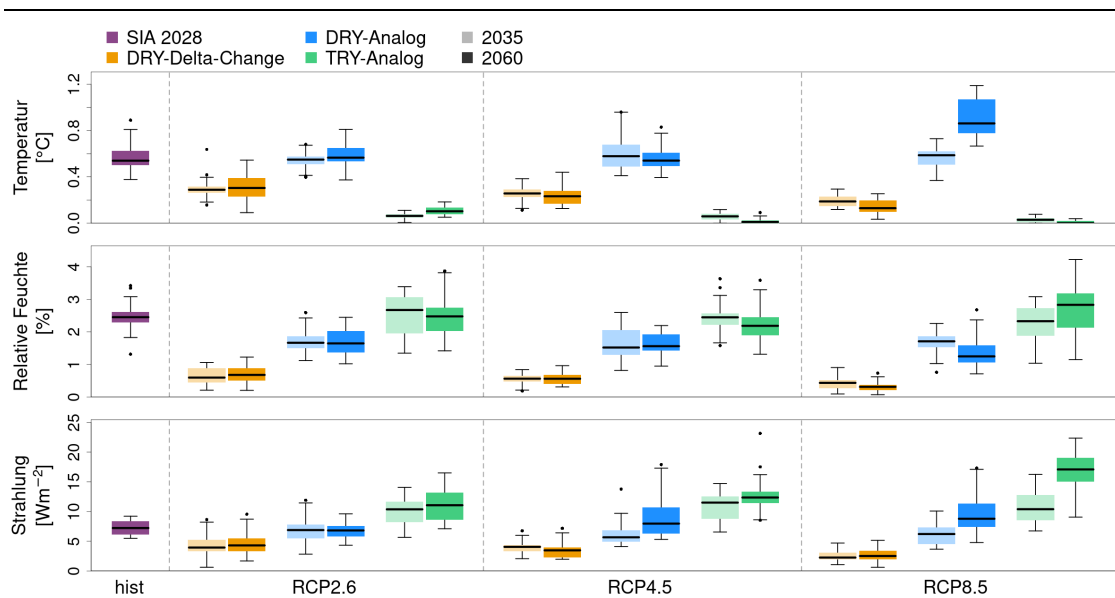 SIA 2028 DRY-Analog 2035
DRY-Delta-Change TRY-Analog 2060
Temperatur
[°C]
1.2
0.8
0.4
0.0
Relative Feuchte
[%]
4
3
2
1
0
Strahlung
[Wm−2]
25
20
15
10
5
0
hist RCP2.6 RCP4.5 RCP8.5